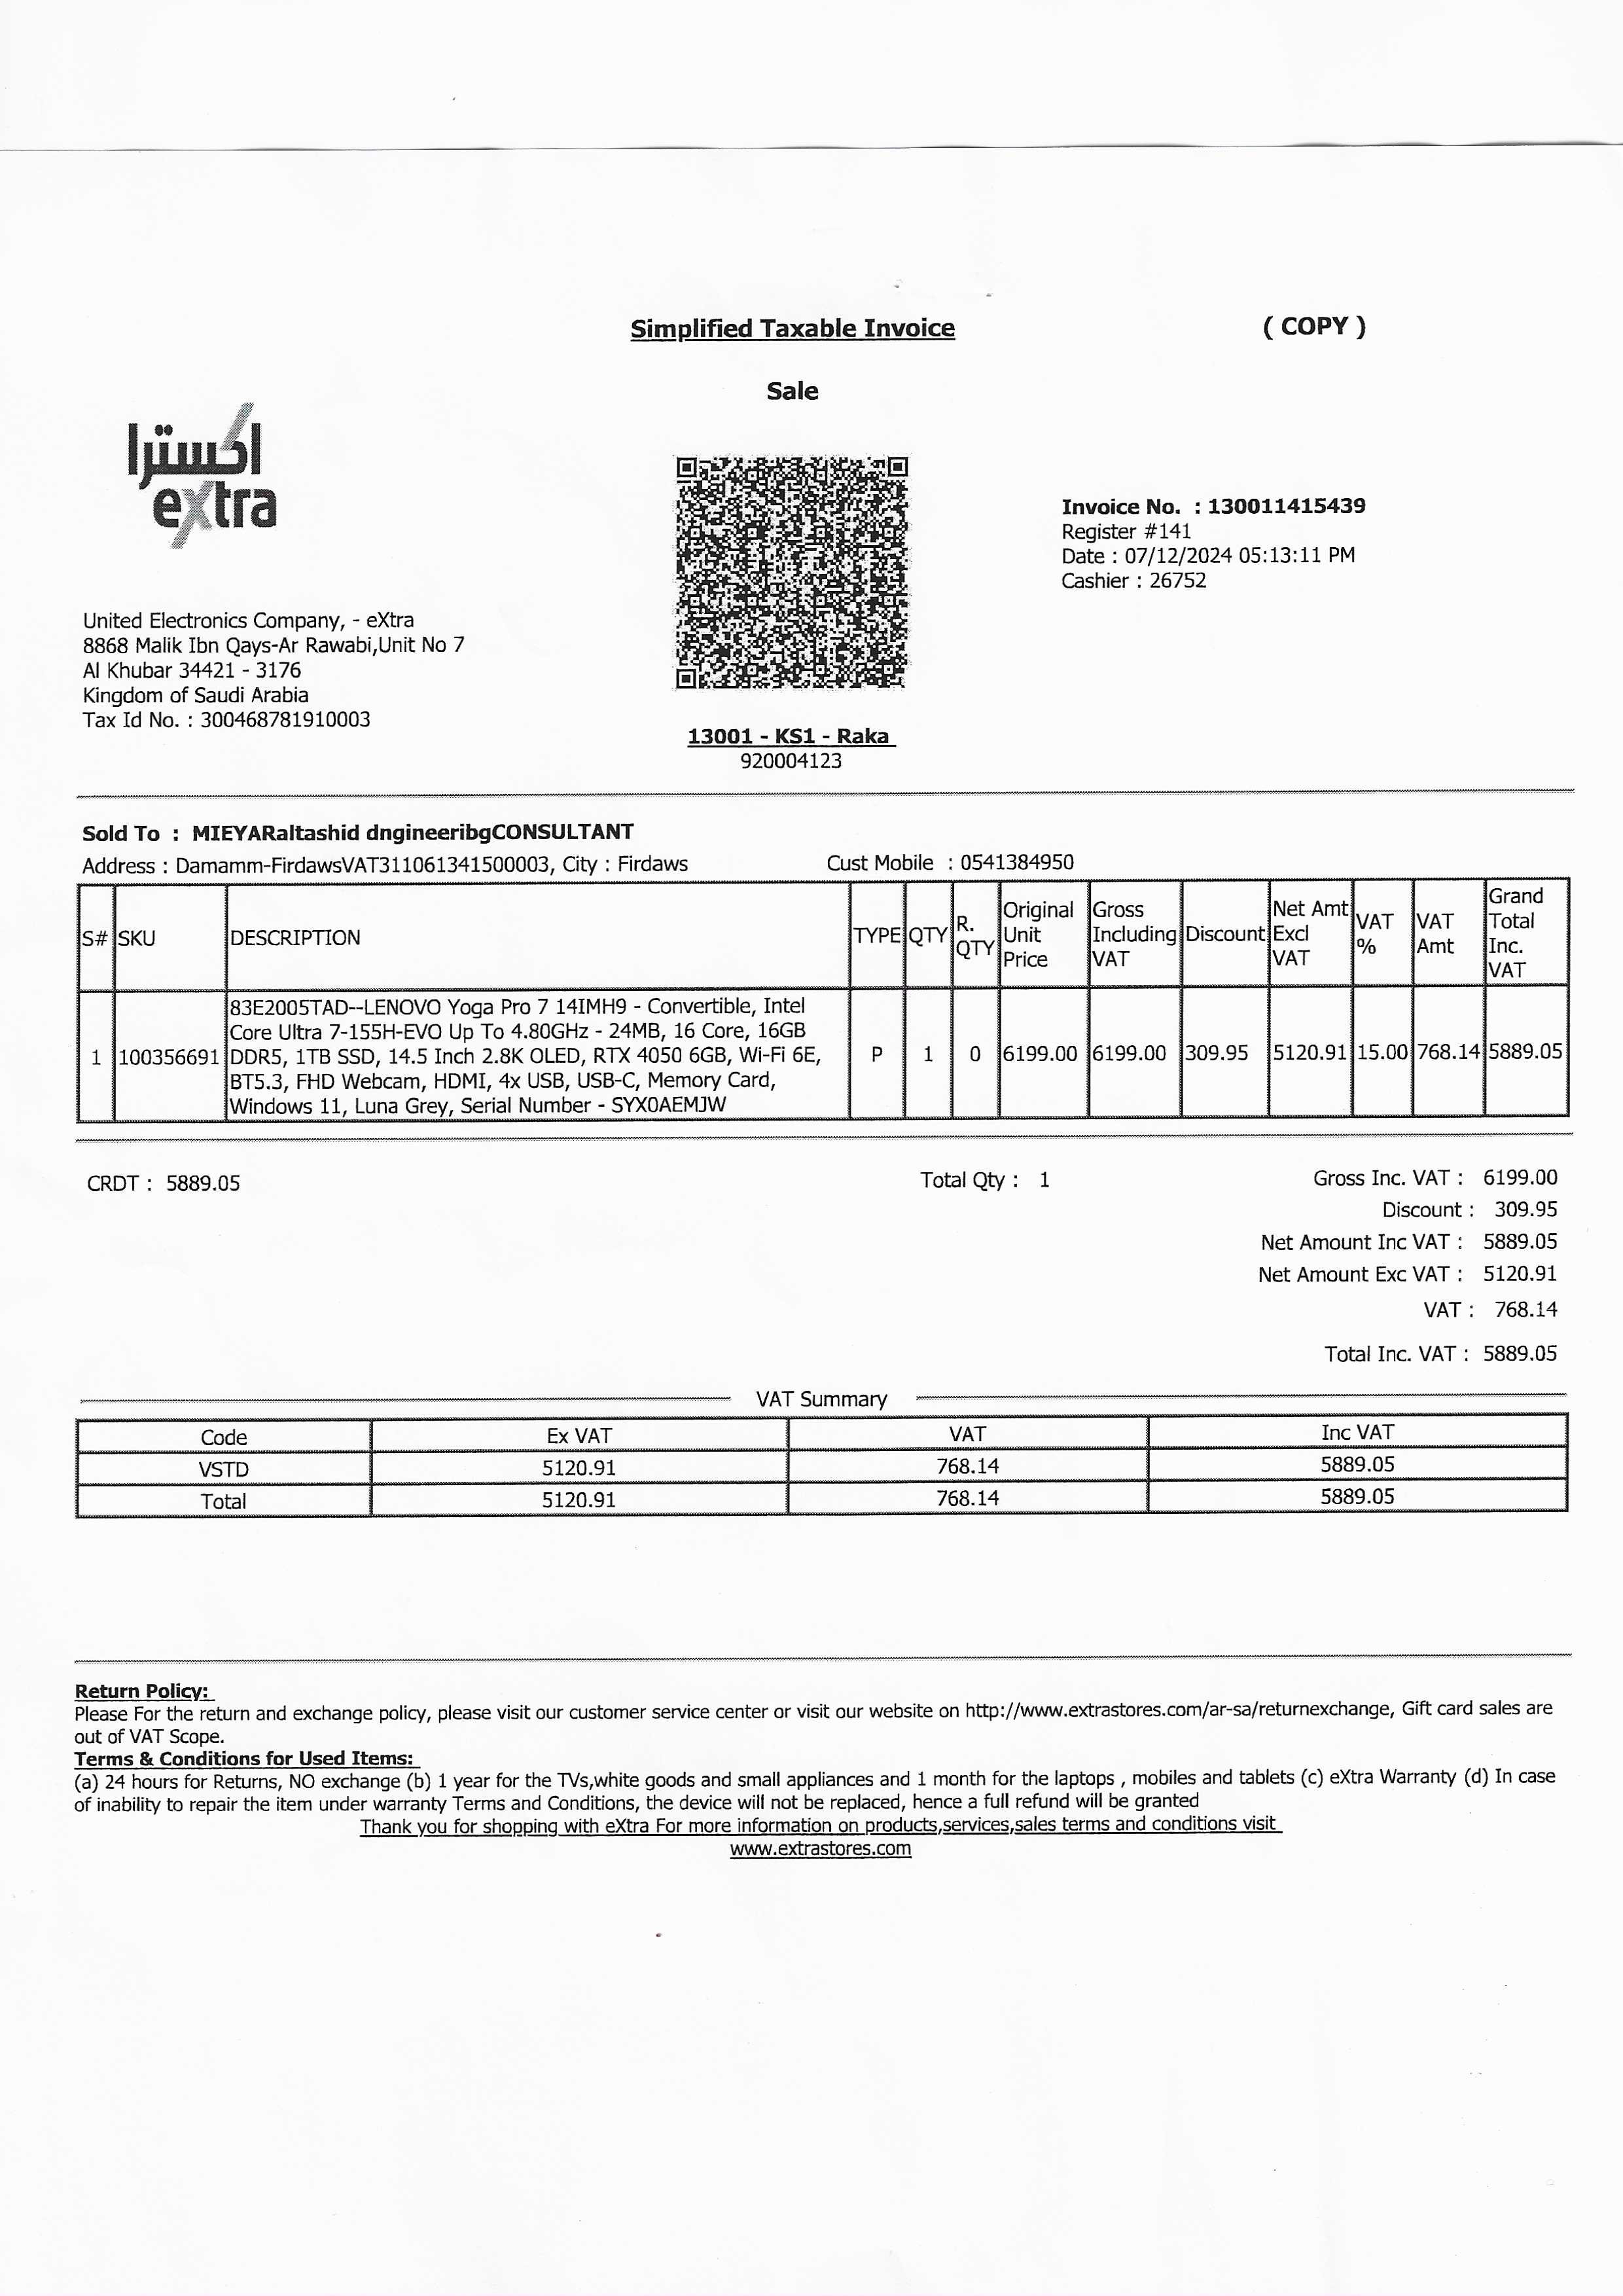 Simplified Taxable Invoice
( COPY )
Sale
اكسترا
eXtra
Invoice No. : 130011415439
Register #141
Date : 07/12/2024 05:13:11 PM
Cashier : 26752
United Electronics Company, - eXtra
8868 Malik Ibn Qays-Ar Rawabi,Unit No 7
Al Khubar 34421 - 3176
Kingdom of Saudi Arabia
Tax Id No. : 300468781910003
13001 - KS1 - Raka
920004123
Sold To : MIEYARaltashid dngineeribgCONSULTANT
Address : Damamm-FirdawsVAT311061341500003, City : Firdaws Cust Mobile : 0541384950
S# SKU DESCRIPTION TYPE QTY R. QTY Original Unit Price Gross Including VAT Discount Net Amt Excl VAT VAT % VAT Amt Grand Total Inc. VAT
83E2005TAD--LENOVO Yoga Pro 7 14IMH9 - Convertible, Intel
Core Ultra 7-155H-EVO Up To 4.80GHz - 24MB, 16 Core, 16GB
1 100356691 DDR5, 1TB SSD, 14.5 Inch 2.8K OLED, RTX 4050 6GB, Wi-Fi 6E, P 1 0 6199.00 6199.00 309.95 5120.91 15.00 768.14 5889.05
BT5.3, FHD Webcam, HDMI, 4x USB, USB-C, Memory Card,
Windows 11, Luna Grey, Serial Number - SYX0AEMJW
CRDT : 5889.05 Total Qty : 1 Gross Inc. VAT : 6199.00
Discount : 309.95
Net Amount Inc VAT : 5889.05
Net Amount Exc VAT : 5120.91
VAT : 768.14
Total Inc. VAT : 5889.05
VAT Summary
Code Ex VAT VAT Inc VAT
VSTD 5120.91 768.14 5889.05
Total 5120.91 768.14 5889.05
Return Policy:
Please For the return and exchange policy, please visit our customer service center or visit our website on http://www.extrastores.com/ar-sa/returnexchange, Gift card sales are
out of VAT Scope.
Terms & Conditions for Used Items:
(a) 24 hours for Returns, NO exchange (b) 1 year for the TVs,white goods and small appliances and 1 month for the laptops , mobiles and tablets (c) eXtra Warranty (d) In case
of inability to repair the item under warranty Terms and Conditions, the device will not be replaced, hence a full refund will be granted
Thank you for shopping with eXtra For more information on products,services,sales terms and conditions visit
www.extrastores.com